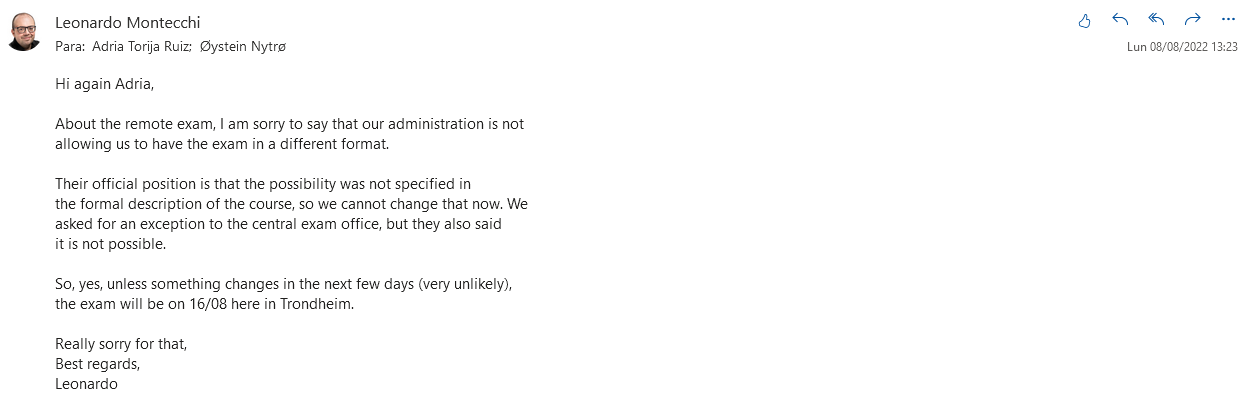 Leonardo Montecchi
Para: Adria Torija Ruiz; Øystein Nytrø
Lun 08/08/2022 13:23
Hi again Adria,
About the remote exam, I am sorry to say that our administration is not
allowing us to have the exam in a different format.
Their official position is that the possibility was not specified in
the formal description of the course, so we cannot change that now. We
asked for an exception to the central exam office, but they also said
it is not possible.
So, yes, unless something changes in the next few days (very unlikely),
the exam will be on 16/08 here in Trondheim.
Really sorry for that,
Best regards,
Leonardo